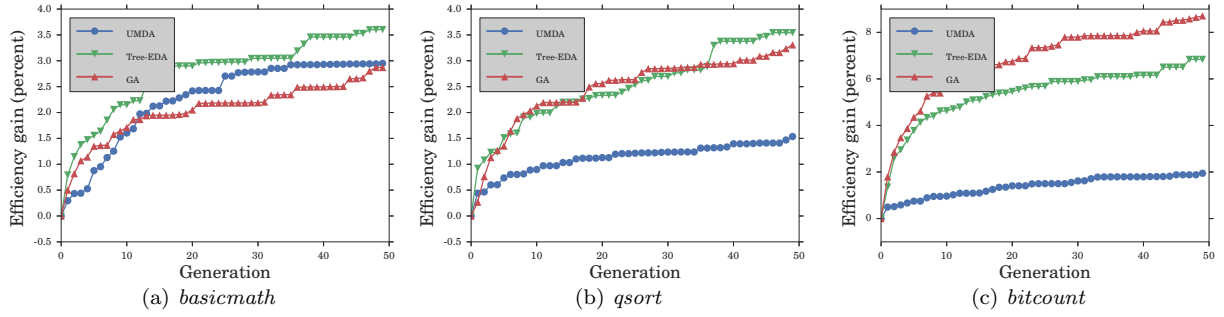 Efficiency gain (percent)
4.0
3.5
3.0
2.5
2.0
1.5
1.0
0.5
0.0
-0.5
UMDA
Tree-EDA
GA
0 10 20 30 40 50
Generation
(a) basicmath
Efficiency gain (percent)
4.0
3.5
3.0
2.5
2.0
1.5
1.0
0.5
0.0
-0.5
UMDA
Tree-EDA
GA
0 10 20 30 40 50
Generation
(b) qsort
Efficiency gain (percent)
8
6
4
2
0
UMDA
Tree-EDA
GA
0 10 20 30 40 50
Generation
(c) bitcount